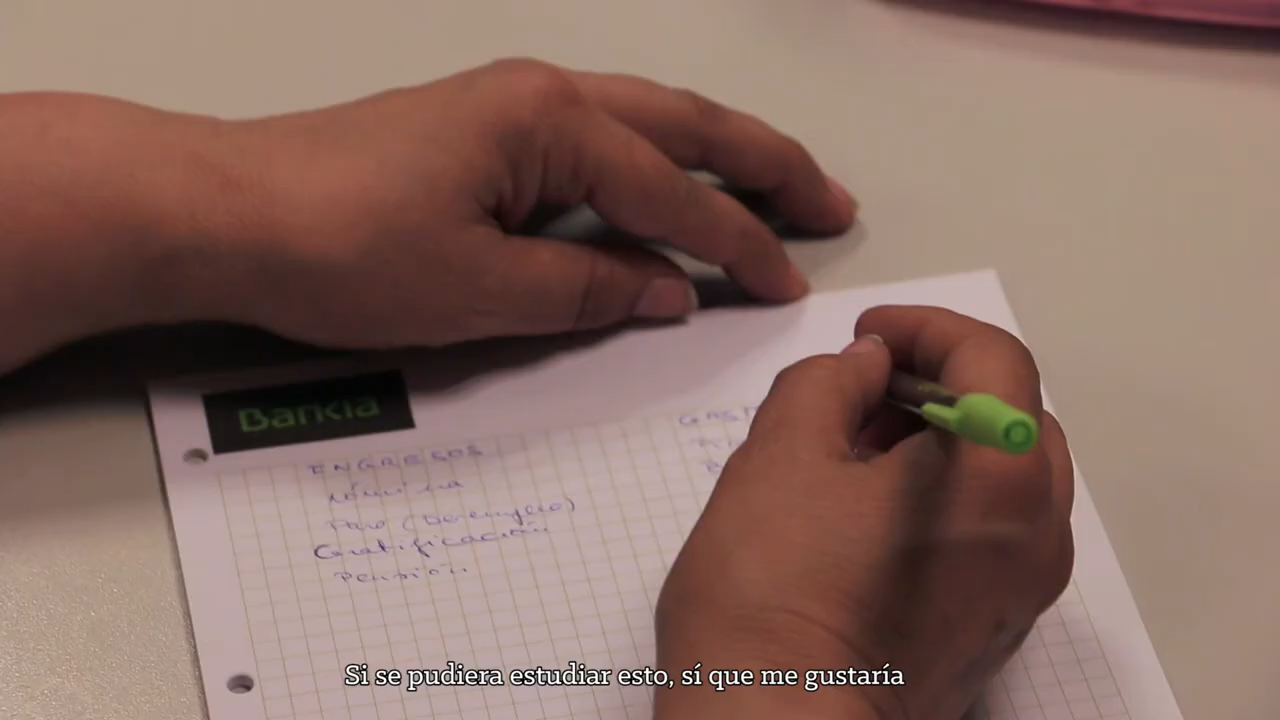 Bankia
INGRESOS
Nómina
Paro (Desempleo)
Gratificación
Pensión
Si se pudiera estudiar esto, sí que me gustaría